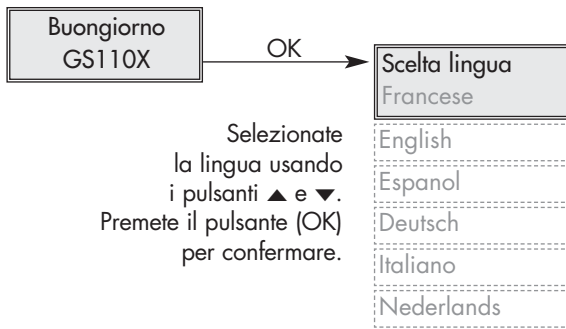 Buongiorno
GS110X
OK
Scelta lingua
Francese
Selezionate
la lingua usando
i pulsanti ▲ e ▼.
Premete il pulsante (OK)
per confermare.
English
Espanol
Deutsch
Italiano
Nederlands